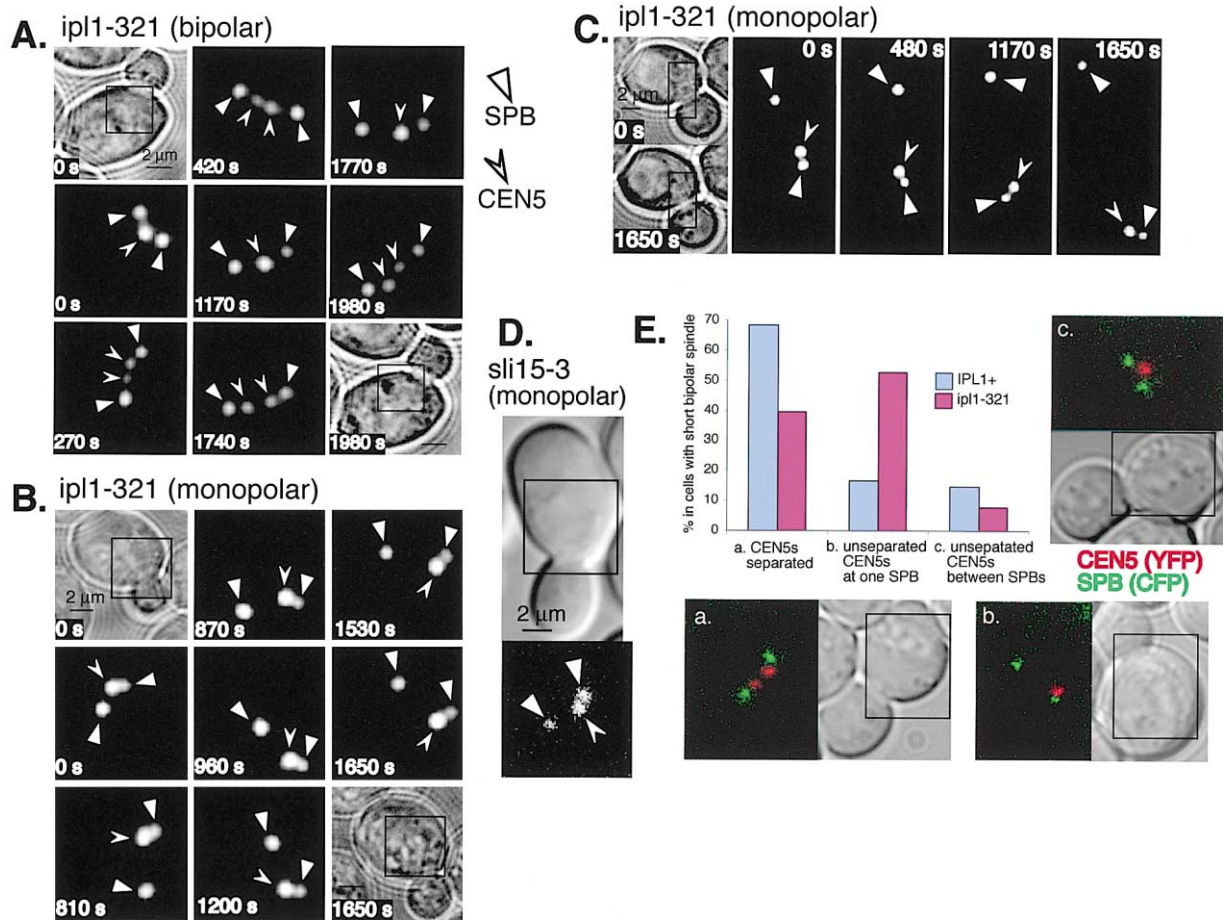 A.
ipl1-321 (bipolar)
0 s
2 µm
420 s
1770 s
0 s
1170 s
1980 s
270 s
1740 s
1980 s
SPB
CEN5
B.
ipl1-321 (monopolar)
2 µm
0 s
870 s
1530 s
0 s
960 s
1650 s
810 s
1200 s
1650 s
C.
ipl1-321 (monopolar)
2 µm
0 s
1650 s
0 s
480 s
1170 s
1650 s
D.
sli15-3
(monopolar)
2 µm
E.
% in cells with short bipolar spindle
70
60
50
40
30
20
10
0
IPL1+
ipl1-321
a. CEN5s
separated
b. unseparated
CEN5s
at one SPB
c. unsepatated
CEN5s
between SPBs
c.
CEN5 (YFP)
SPB (CFP)
a.
b.